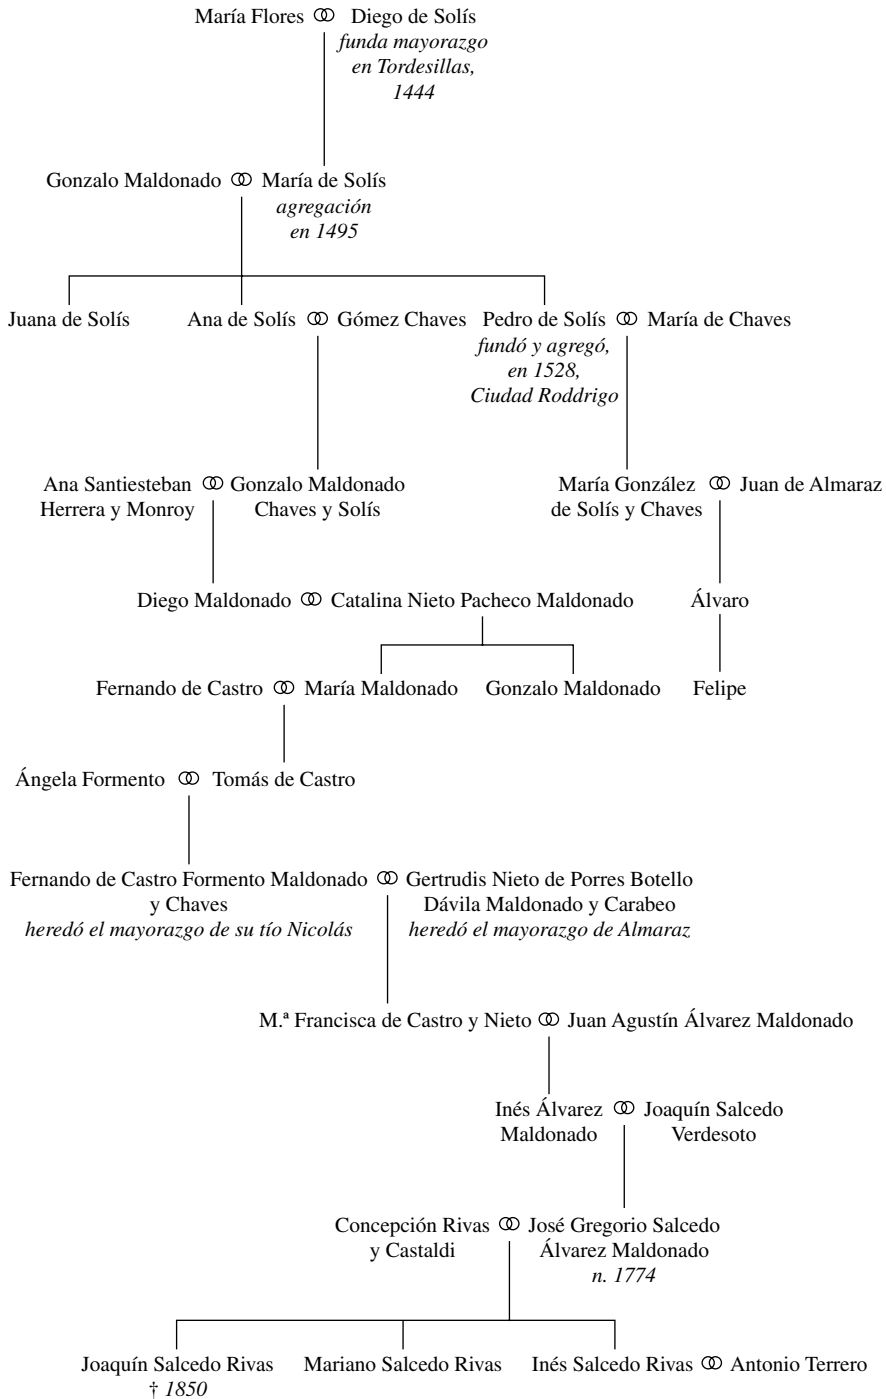 María Flores Diego de Solís
funda mayorazgo
en Tordesillas,
1444
Gonzalo Maldonado María de Solís
agregación
en 1495
Juana de Solís Ana de Solís Gómez Chaves Pedro de Solís María de Chaves
fundó y agregó,
en 1528,
Ciudad Roddrigo
Ana Santiesteban Gonzalo Maldonado María González Juan de Almaraz
Herrera y Monroy Chaves y Solís de Solís y Chaves
Diego Maldonado Catalina Nieto Pacheco Maldonado Álvaro
Fernando de Castro María Maldonado Gonzalo Maldonado Felipe
Ángela Formento Tomás de Castro
Fernando de Castro Formento Maldonado Gertrudis Nieto de Porres Botello
y Chaves Dávila Maldonado y Carabeo
heredó el mayorazgo de su tío Nicolás heredó el mayorazgo de Almaraz
M.ª Francisca de Castro y Nieto Juan Agustín Álvarez Maldonado
Inés Álvarez Joaquín Salcedo
Maldonado Verdesoto
Concepción Rivas José Gregorio Salcedo
y Castaldi Álvarez Maldonado
n. 1774
Joaquín Salcedo Rivas Mariano Salcedo Rivas Inés Salcedo Rivas Antonio Terrero
† 1850